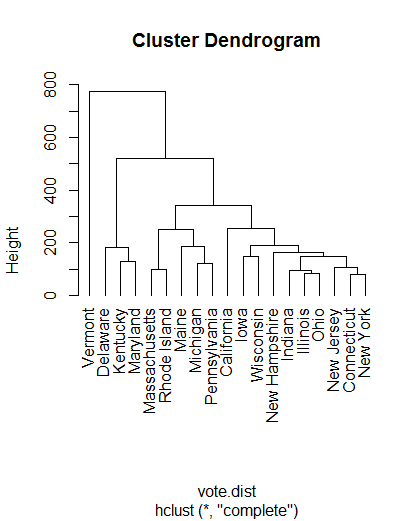 Cluster Dendrogram
Height
800
600
400
200
0
Vermont
Delaware
Kentucky
Maryland
Massachusetts
Rhode Island
Maine
Michigan
Pennsylvania
California
Iowa
Wisconsin
New Hampshire
Indiana
Illinois
Ohio
New Jersey
Connecticut
New York
vote.dist
hclust (*, "complete")